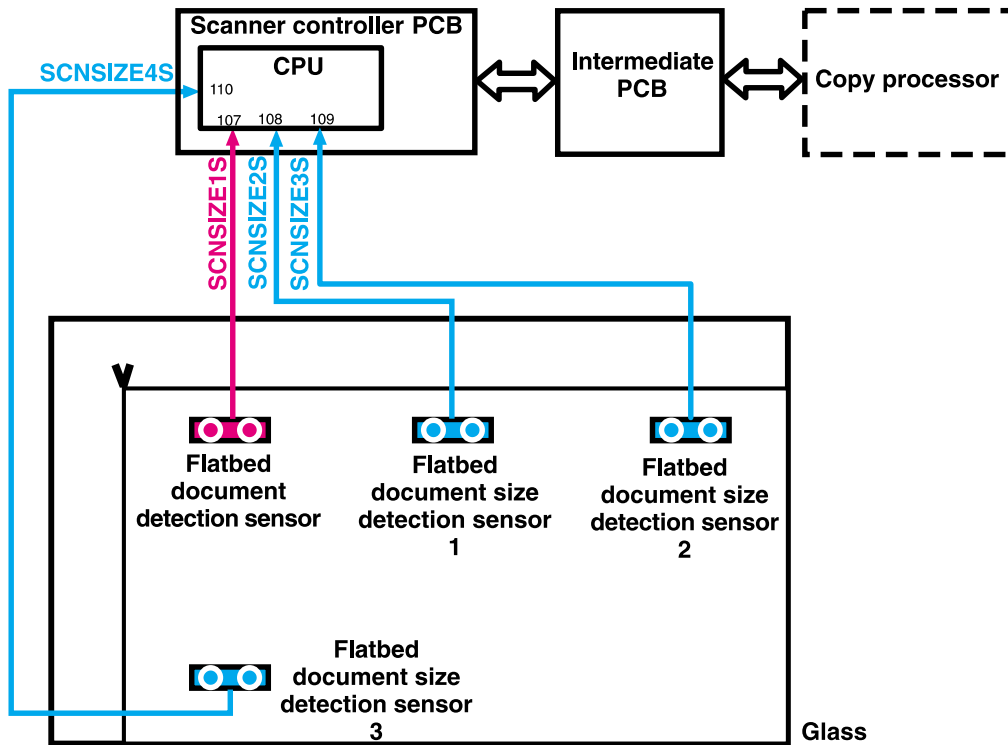 Scanner controller PCB
CPU
SCNSIZE4S
110
107
108
109
Intermediate
PCB
Copy processor
SCNSIZE1S
SCNSIZE2S
SCNSIZE3S
Flatbed
document
detection sensor
Flatbed
document size
detection sensor
1
Flatbed
document size
detection sensor
2
Flatbed
document size
detection sensor
3
Glass